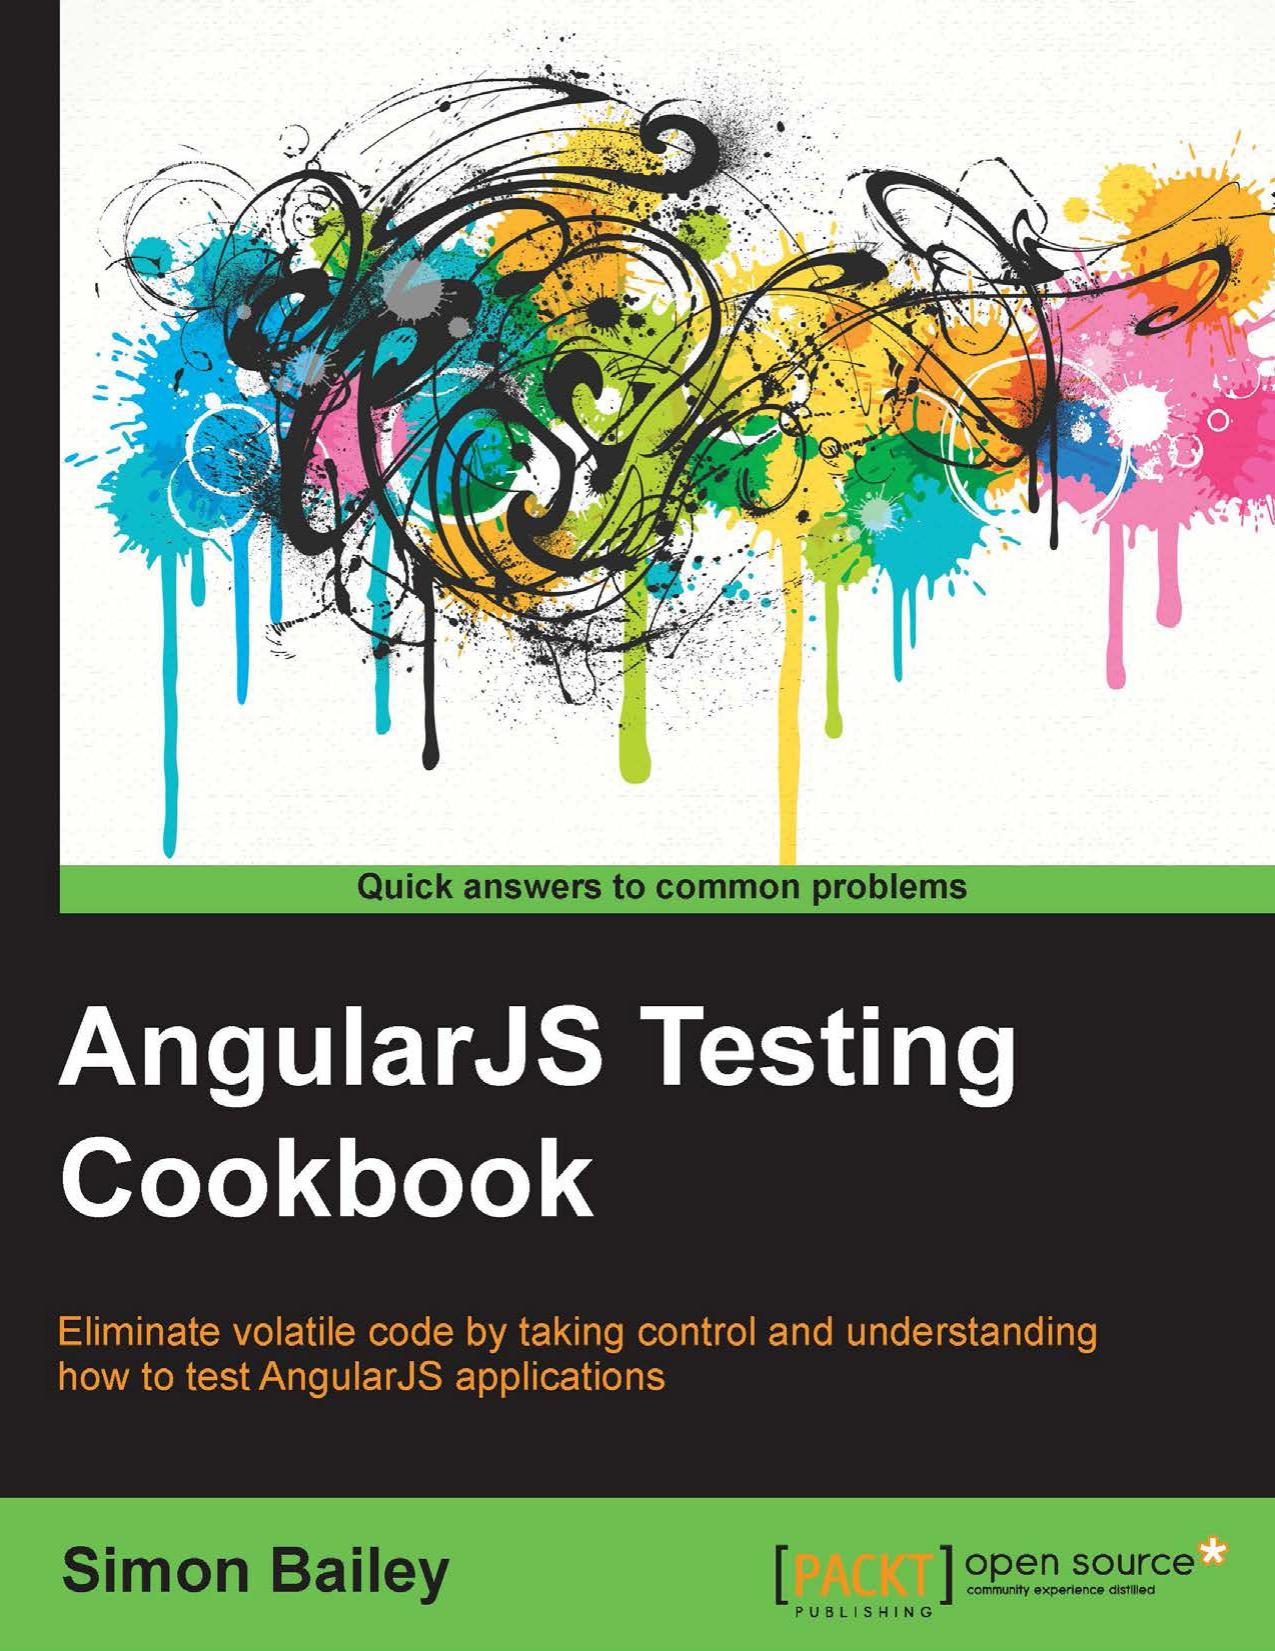 Quick answers to common problems
AngularJS Testing
Cookbook
Eliminate volatile code by taking control and understanding
how to test AngularJS applications
Simon Bailey
[PACKT] open source*
PUBLISHING community experience distilled